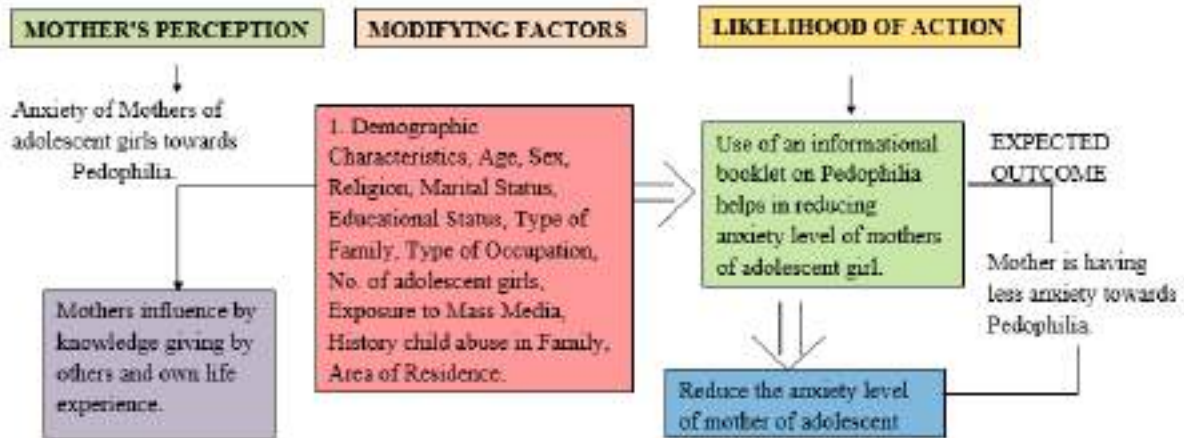 MOTHER'S PERCEPTION
MODIFYING FACTORS
LIKELIHOOD OF ACTION
Anxiety of Mothers of
adolescent girls towards
Pedophilia.
Mothers influence by
knowledge giving by
others and own life
experience.
1. Demographic
Characteristics, Age, Sex,
Religion, Marital Status,
Educational Status, Type of
Family, Type of Occupation,
No. of adolescent girls,
Exposure to Mass Media,
History child abuse in Family,
Area of Residence.
Use of an informational
booklet on Pedophilia
helps in reducing
anxiety level of mothers
of adolescent girl.
EXPECTED
OUTCOME
Mother is having
less anxiety towards
Pedophilia.
Reduce the anxiety level
of mother of adolescent